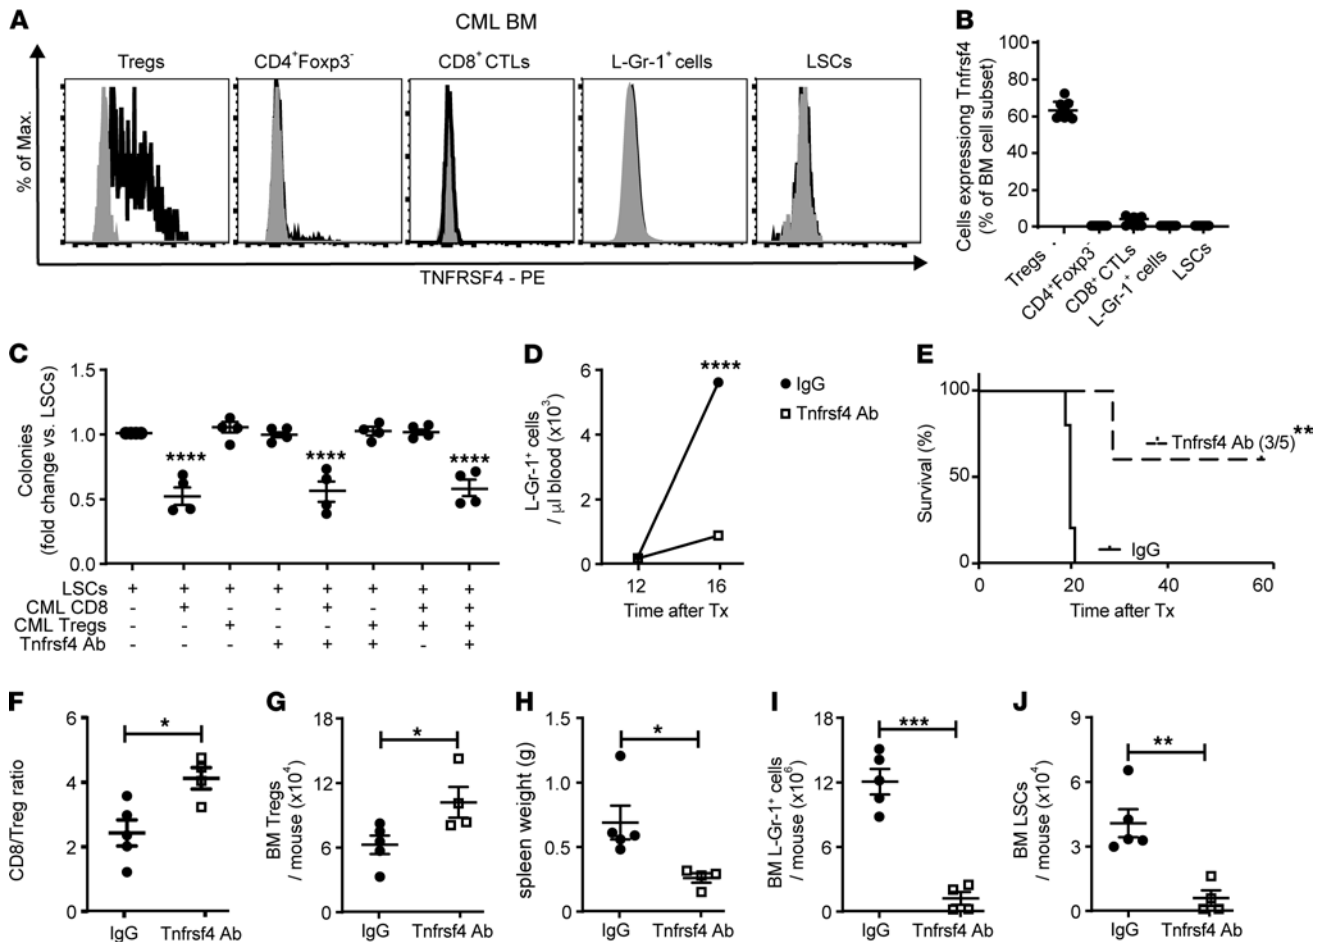 A
CML BM
Tregs
CD4+Foxp3-
CD8+ CTLs
L-Gr-1+ cells
LSCs
% of Max.
TNFRSF4 - PE
B
Cells expressiong Tnfrsf4
(% of BM cell subset)
100
80
60
40
20
0
Tregs
CD4+Foxp3-
CD8+ CTLs
L-Gr-1+ cells
LSCs
C
Colonies
(fold change vs. LSCs)
1.5
1.0
0.5
0.0
****
****
****
LSCs + + + + + + + +
CML CD8 - + - - + - + +
CML Tregs - - + - - + + +
Tnfrsf4 Ab - - - + + + - +
D
L-Gr-1+ cells
/ µl blood (x10³)
6
4
2
0
****
12 16
Time after Tx
IgG
Tnfrsf4 Ab
E
Survival (%)
100
50
0
Tnfrsf4 Ab (3/5)**
IgG
0 20 40 60
Time after Tx
F
CD8/Treg ratio
6
4
2
0
*
IgG Tnfrsf4 Ab
G
BM Tregs
/ mouse (x10⁴)
18
12
6
0
*
IgG Tnfrsf4 Ab
H
spleen weight (g)
1.5
1.0
0.5
0.0
*
IgG Tnfrsf4 Ab
I
BM L-Gr-1+ cells
/ mouse (x10⁶)
18
12
6
0
***
IgG Tnfrsf4 Ab
J
BM LSCs
/ mouse (x10⁴)
9
6
3
0
**
IgG Tnfrsf4 Ab